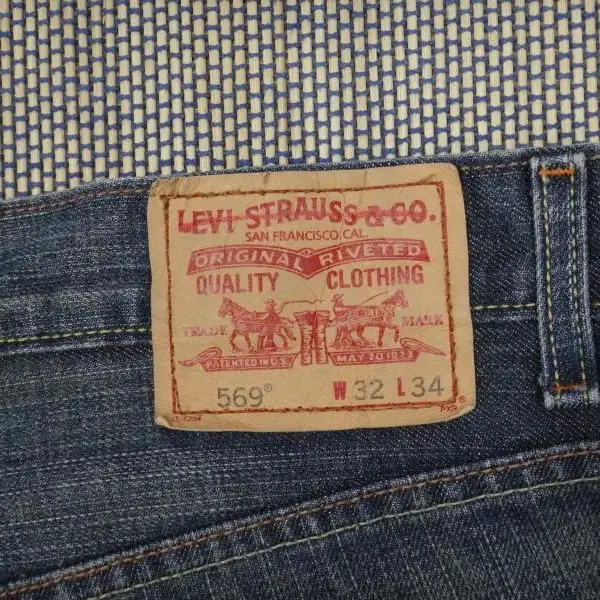 LEVI STRAUSS & CO.
SAN FRANCISCO, CAL.
ORIGINAL RIVETED
QUALITY CLOTHING
TRADE MARK
PATENTED IN U.S. MAY 20 1873
569® W 32 L 34
PXR®